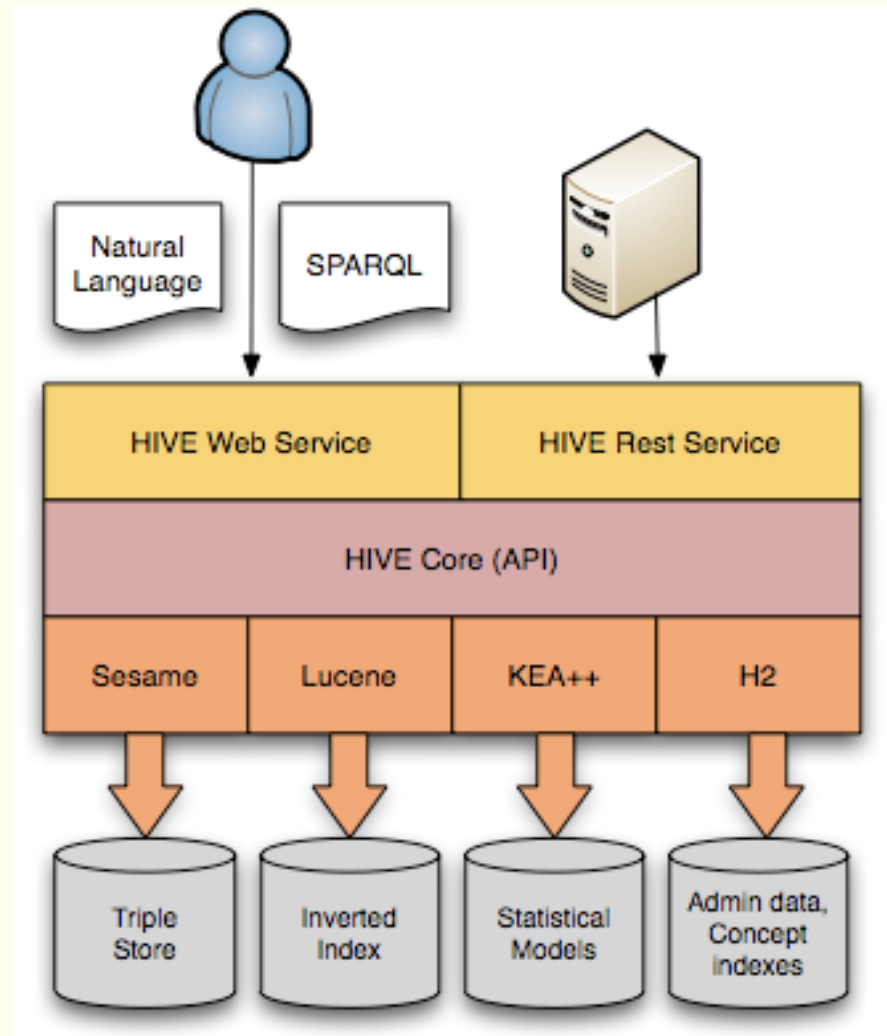 Natural
Language
SPARQL
HIVE Web Service
HIVE Rest Service
HIVE Core (API)
Sesame
Lucene
KEA++
H2
Triple
Store
Inverted
Index
Statistical
Models
Admin data,
Concept
indexes